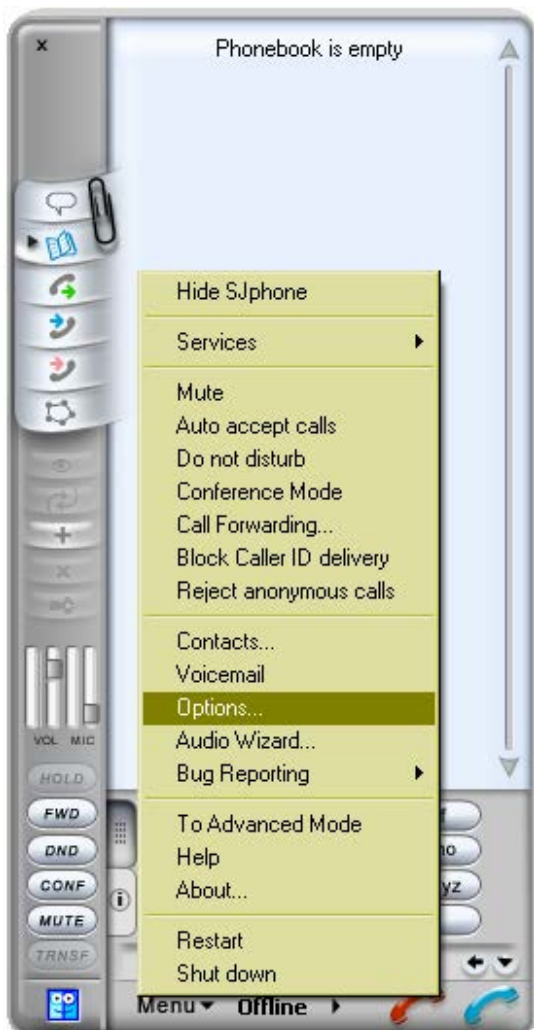 x
Phonebook is empty
Hide SJphone
Services
Mute
Auto accept calls
Do not disturb
Conference Mode
Call Forwarding...
Block Caller ID delivery
Reject anonymous calls
Contacts...
Voicemail
Options...
Audio Wizard...
Bug Reporting
To Advanced Mode
Help
About...
Restart
Shut down
VOL MIC
HOLD
FWD
DND
CONF
MUTE
TRNSF
yz
Menu Offline